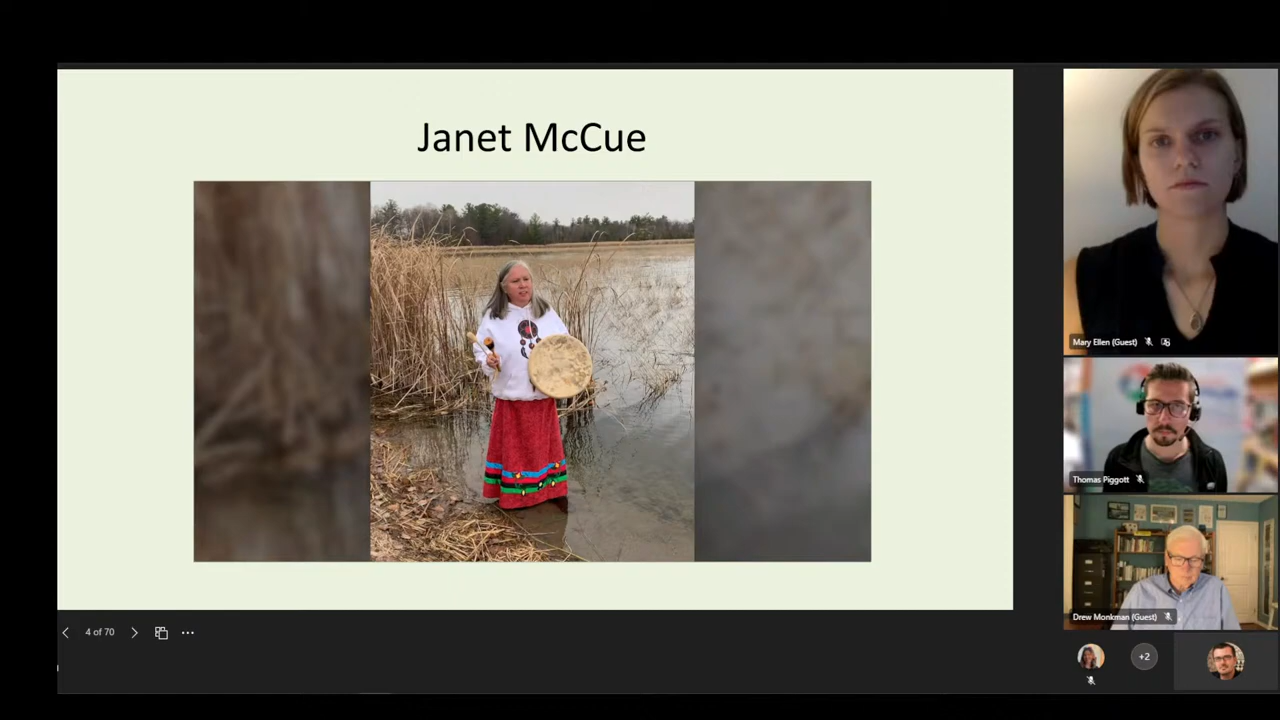 Janet McCue
Mary Ellen (Guest)
Thomas Piggott
Drew Monkman (Guest)
4 of 70
+2